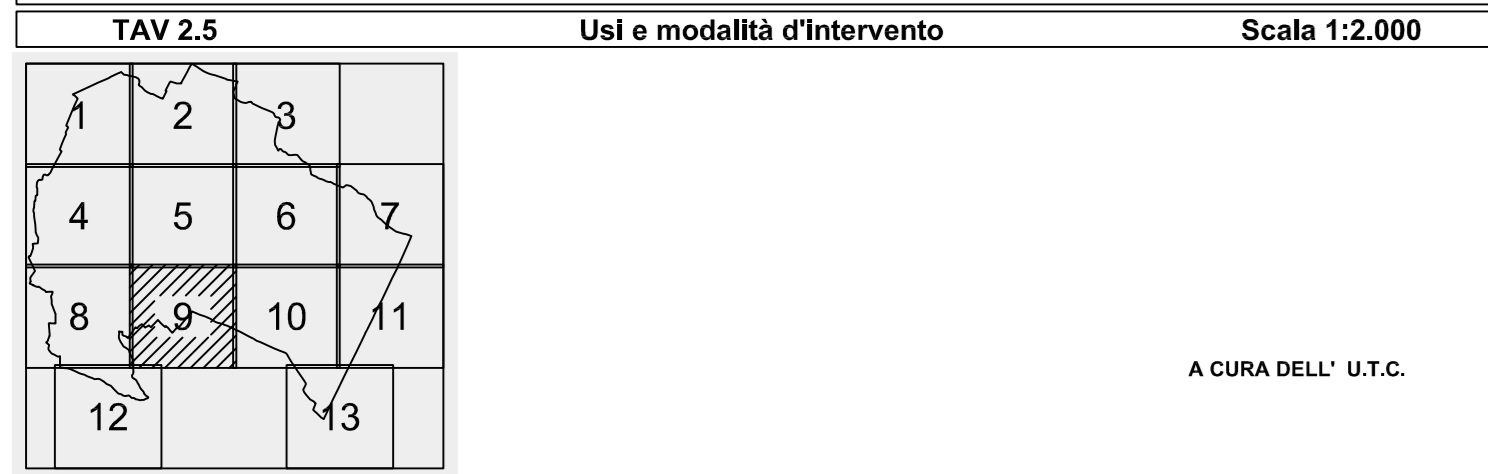 TAV 2.5 Usi e modalità d'intervento Scala 1:2.000
1 2 3
4 5 6 7
8 9 10 11
A CURA DELL' U.T.C.
12 13